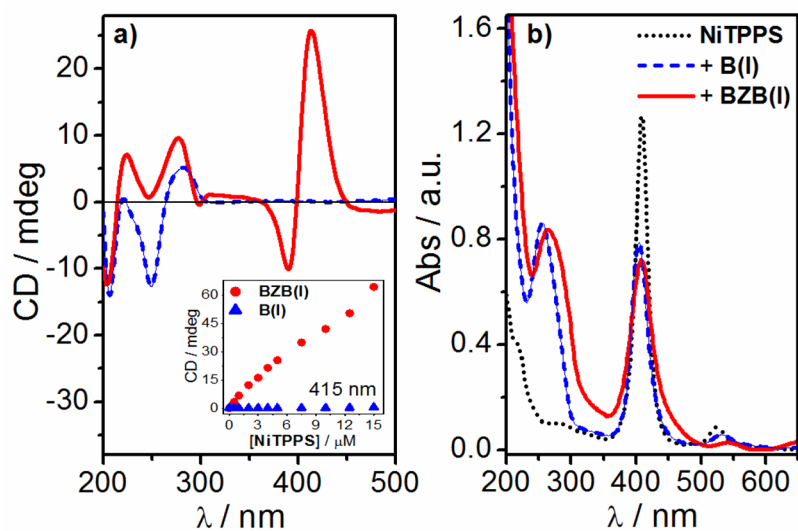 a)
CD / mdeg
20
10
0
-10
-20
-30
200
300
400
500
λ / nm
BZB(I)
B(I)
CD / mdeg
60
45
30
15
0
415 nm
0
3
6
9
12
15
[NiTPPS] / μM
b)
NiTPPS
+ B(I)
+ BZB(I)
Abs / a.u.
1.6
1.2
0.8
0.4
0.0
200
300
400
500
600
λ / nm